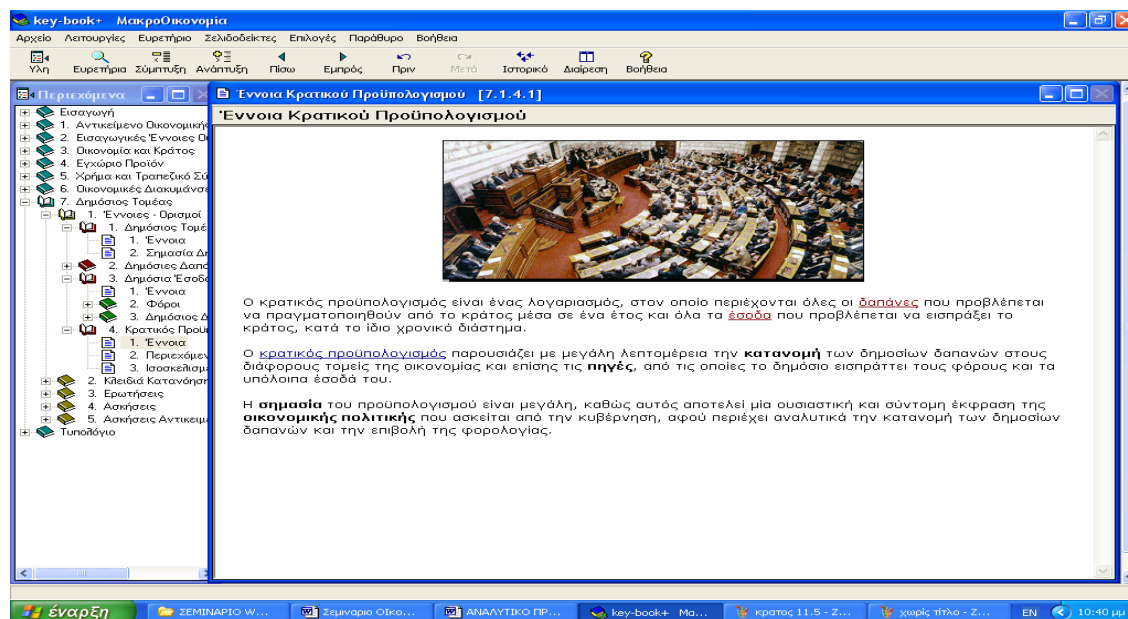 key-book+ ΜακροΟικονομία
Αρχείο Λειτουργίες Ευρετήριο Σελιδοδείκτες Επιλογές Παράθυρο Βοήθεια
Ύλη Ευρετήρια Σύμπτυξη Ανάπτυξη Πίσω Εμπρός Πριν Μετά Ιστορικό Διαίρεση Βοήθεια
Περιεχόμενα
Εισαγωγή
1. Αντικείμενο Οικονομικής
2. Εισαγωγικές Έννοιες
3. Οικονομία και Κράτος
4. Εγχώριο Προϊόν
5. Χρήμα και Τραπεζικό
6. Οικονομικές
7. Δημόσιος Τομέας
1. Έννοιες - Ορισμοί
1. Δημόσιος
1. Έννοια
2. Σημασία
2. Δημόσιες
3. Δημόσια
1. Έννοια
2. Φόροι
3. Δημόσιος
4. Κρατικός
1. Έννοια
2.
3.
2. Κλειδιά
3. Ερωτήσεις
4. Ασκήσεις
5. Ασκήσεις
Τυπολόγιο
Έννοια Κρατικού Προϋπολογισμού [7.1.4.1]
Έννοια Κρατικού Προϋπολογισμού
Ο κρατικός προϋπολογισμός είναι ένας λογαριασμός, στον οποίο περιέχονται όλες οι δαπάνες που προβλέπεται
να πραγματοποιηθούν από το κράτος μέσα σε ένα έτος και όλα τα έσοδα που προβλέπεται να εισπράξει το
κράτος, κατά το ίδιο χρονικό διάστημα.
Ο κρατικός προϋπολογισμός παρουσιάζει με μεγάλη λεπτομέρεια την κατανομή των δημοσίων δαπανών στους
διάφορους τομείς της οικονομίας και επίσης τις πηγές, από τις οποίες το δημόσιο εισπράττει τους φόρους και τα
υπόλοιπα έσοδά του.
Η σημασία του προϋπολογισμού είναι μεγάλη, καθώς αυτός αποτελεί μία ουσιαστική και σύντομη έκφραση της
οικονομικής πολιτικής που ασκείται από την κυβέρνηση, αφού περιέχει αναλυτικά την κατανομή των δημοσίων
δαπανών και την επιβολή της φορολογίας.
έναρξη ΣΕΜΙΝΑΡΙΟ W... Σεμιναριο ΟΙκο... ΑΝΑΛΥΤΙΚΟ ΠΡ... key-book+ Μα... κρατος 11.5 - Ζ... χωρίς τίτλο - Ζ... EN 10:40 μμ